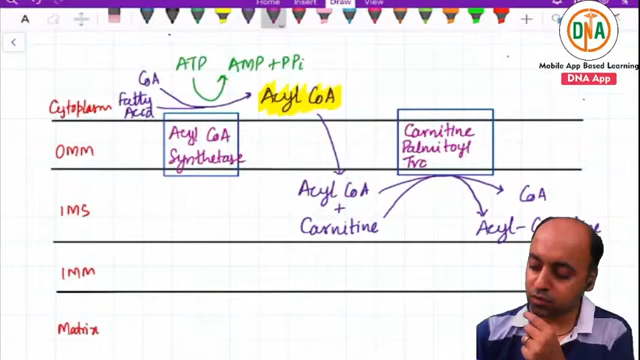 Home
Insert
Draw
View
DNA
Mobile App Based Learning
DNA App
ATP
AMP + PPi
CoA
Fatty
Acid
Acyl CoA
Cytoplasm
OMM
Acyl CoA
Synthetase
Carnitine
Palmitoyl
Acyl CoA
+
Carnitine
CoA
IMS
IMM
Matrix